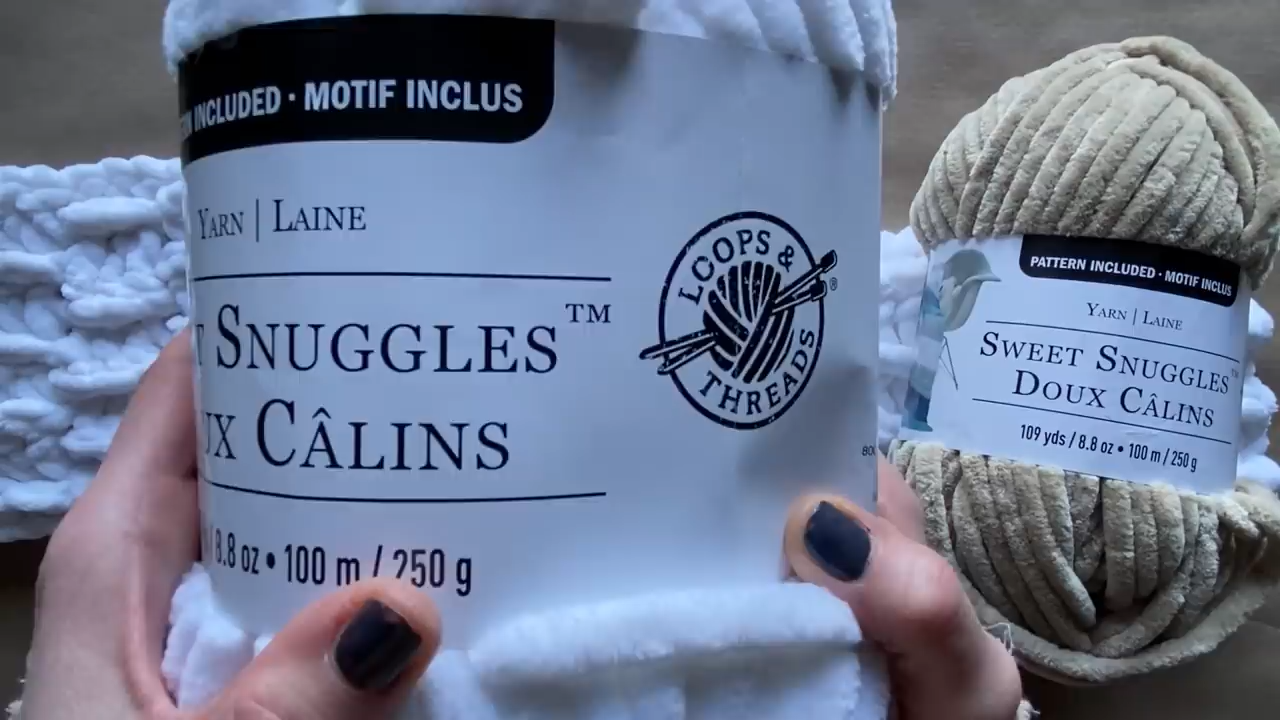 INCLUDED · MOTIF INCLUS
YARN | LAINE
SNUGGLES™
CÂLINS
8.8 oz • 100 m / 250 g
LOOPS &
THREADS
®
PATTERN INCLUDED · MOTIF INCLUS
YARN | LAINE
SWEET SNUGGLES™
DOUX CÂLINS
109 yds / 8.8 oz • 100 m / 250 g